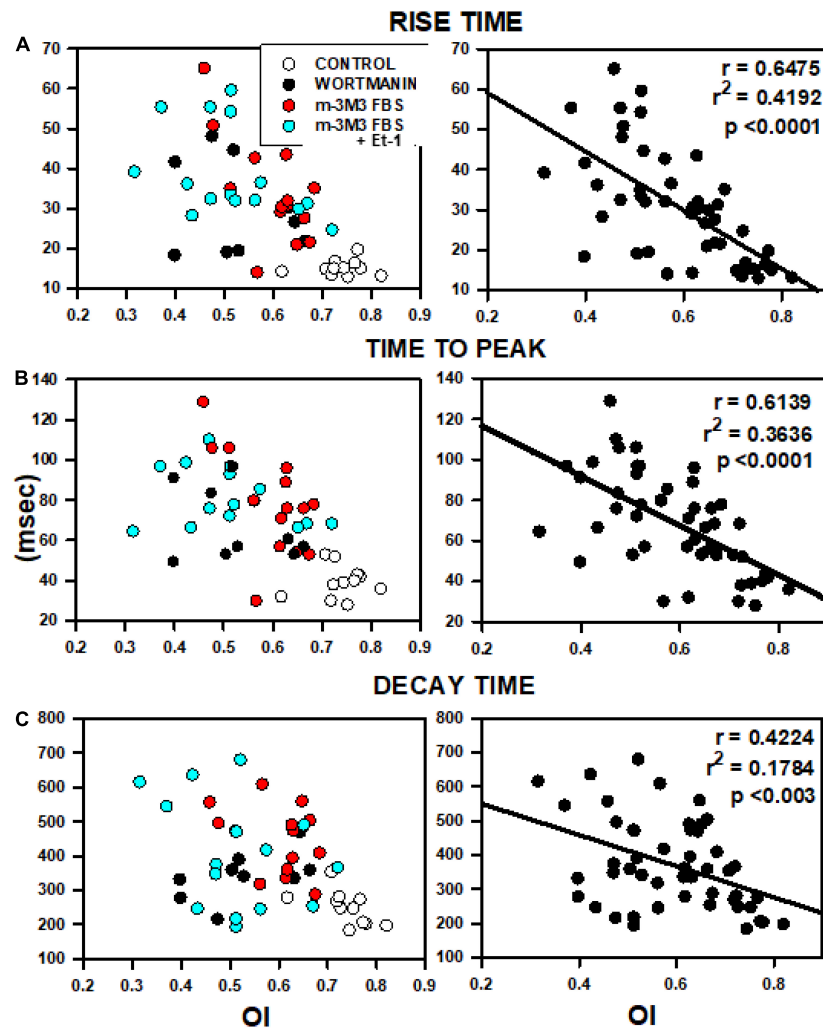 RISE TIME
A
70
60
50
40
30
20
10
0.2 0.3 0.4 0.5 0.6 0.7 0.8 0.9
CONTROL
WORTMANIN
m-3M3 FBS
m-3M3 FBS
+ Et-1
70
60
50
40
30
20
10
0.2 0.4 0.6 0.8
r = 0.6475
r2 = 0.4192
p <0.0001
TIME TO PEAK
B
(msec)
140
120
100
80
60
40
20
0.2 0.3 0.4 0.5 0.6 0.7 0.8 0.9
140
120
100
80
60
40
20
0.2 0.4 0.6 0.8
r = 0.6139
r2 = 0.3636
p <0.0001
DECAY TIME
C
800
700
600
500
400
300
200
100
0.2 0.3 0.4 0.5 0.6 0.7 0.8 0.9
OI
800
700
600
500
400
300
200
100
0.2 0.4 0.6 0.8
OI
r = 0.4224
r2 = 0.1784
p <0.003